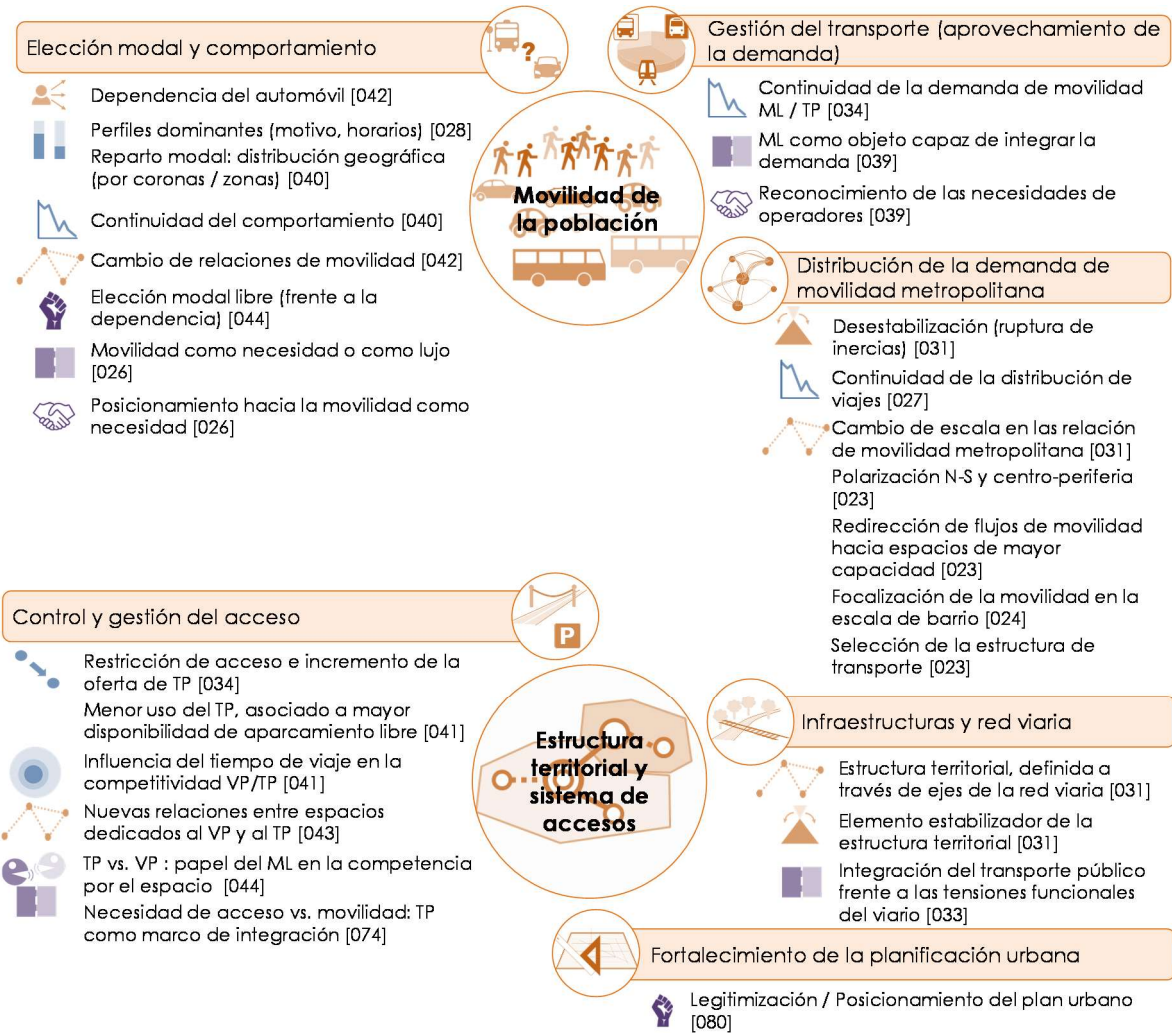 Elección modal y comportamiento
?
Dependencia del automóvil [042]
Perfiles dominantes (motivo, horarios) [028]
Reparto modal: distribución geográfica
(por coronas / zonas) [040]
Continuidad del comportamiento [040]
Cambio de relaciones de movilidad [042]
Elección modal libre (frente a la
dependencia) [044]
Movilidad como necesidad o como lujo
[026]
Posicionamiento hacia la movilidad como
necesidad [026]
Movilidad de
la población
Gestión del transporte (aprovechamiento de
la demanda)
Continuidad de la demanda de movilidad
ML / TP [034]
ML como objeto capaz de integrar la
demanda [039]
Reconocimiento de las necesidades de
operadores [039]
Distribución de la demanda de
movilidad metropolitana
Desestabilización (ruptura de
inercias) [031]
Continuidad de la distribución de
viajes [027]
Cambio de escala en las relación
de movilidad metropolitana [031]
Polarización N-S y centro-periferia
[023]
Redirección de flujos de movilidad
hacia espacios de mayor
capacidad [023]
Focalización de la movilidad en la
escala de barrio [024]
Selección de la estructura de
transporte [023]
Control y gestión del acceso
P
Restricción de acceso e incremento de la
oferta de TP [034]
Menor uso del TP, asociado a mayor
disponibilidad de aparcamiento libre [041]
Influencia del tiempo de viaje en la
competitividad VP/TP [041]
Nuevas relaciones entre espacios
dedicados al VP y al TP [043]
TP vs. VP : papel del ML en la competencia
por el espacio [044]
Necesidad de acceso vs. movilidad: TP
como marco de integración [074]
Estructura
territorial y
sistema de
accesos
Infraestructuras y red viaria
Estructura territorial, definida a
través de ejes de la red viaria [031]
Elemento estabilizador de la
estructura territorial [031]
Integración del transporte público
frente a las tensiones funcionales
del viario [033]
Fortalecimiento de la planificación urbana
Legitimización / Posicionamiento del plan urbano
[080]